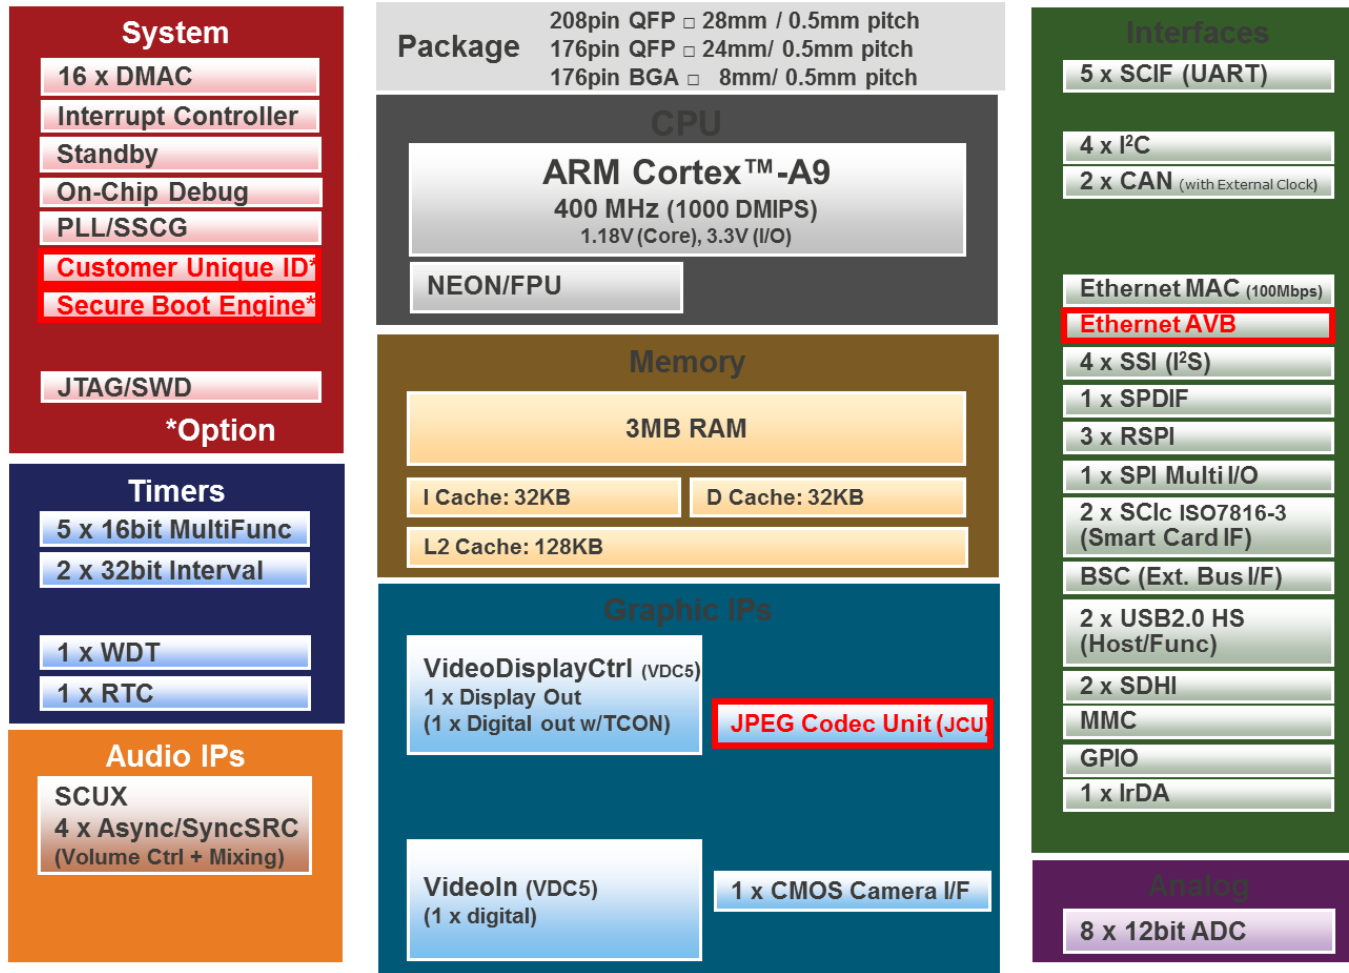 System
16 x DMAC
Interrupt Controller
Standby
On-Chip Debug
PLL/SSCG
Customer Unique ID*
Secure Boot Engine*
JTAG/SWD
*Option
Timers
5 x 16bit MultiFunc
2 x 32bit Interval
1 x WDT
1 x RTC
Audio IPs
SCUX
4 x Async/SyncSRC
(Volume Ctrl + Mixing)
Package
208pin QFP □ 28mm / 0.5mm pitch
176pin QFP □ 24mm/ 0.5mm pitch
176pin BGA □ 8mm/ 0.5mm pitch
CPU
ARM Cortex™-A9
400 MHz (1000 DMIPS)
1.18V (Core), 3.3V (I/O)
NEON/FPU
Memory
3MB RAM
I Cache: 32KB
D Cache: 32KB
L2 Cache: 128KB
Graphic IPs
VideoDisplayCtrl (VDC5)
1 x Display Out
(1 x Digital out w/TCON)
JPEG Codec Unit (JCU)
VideoIn (VDC5)
(1 x digital)
1 x CMOS Camera I/F
Interfaces
5 x SCIF (UART)
4 x I²C
2 x CAN (with External Clock)
Ethernet MAC (100Mbps)
Ethernet AVB
4 x SSI (I²S)
1 x SPDIF
3 x RSPI
1 x SPI Multi I/O
2 x SCIc ISO7816-3
(Smart Card IF)
BSC (Ext. Bus I/F)
2 x USB2.0 HS
(Host/Func)
2 x SDHI
MMC
GPIO
1 x IrDA
Analog
8 x 12bit ADC